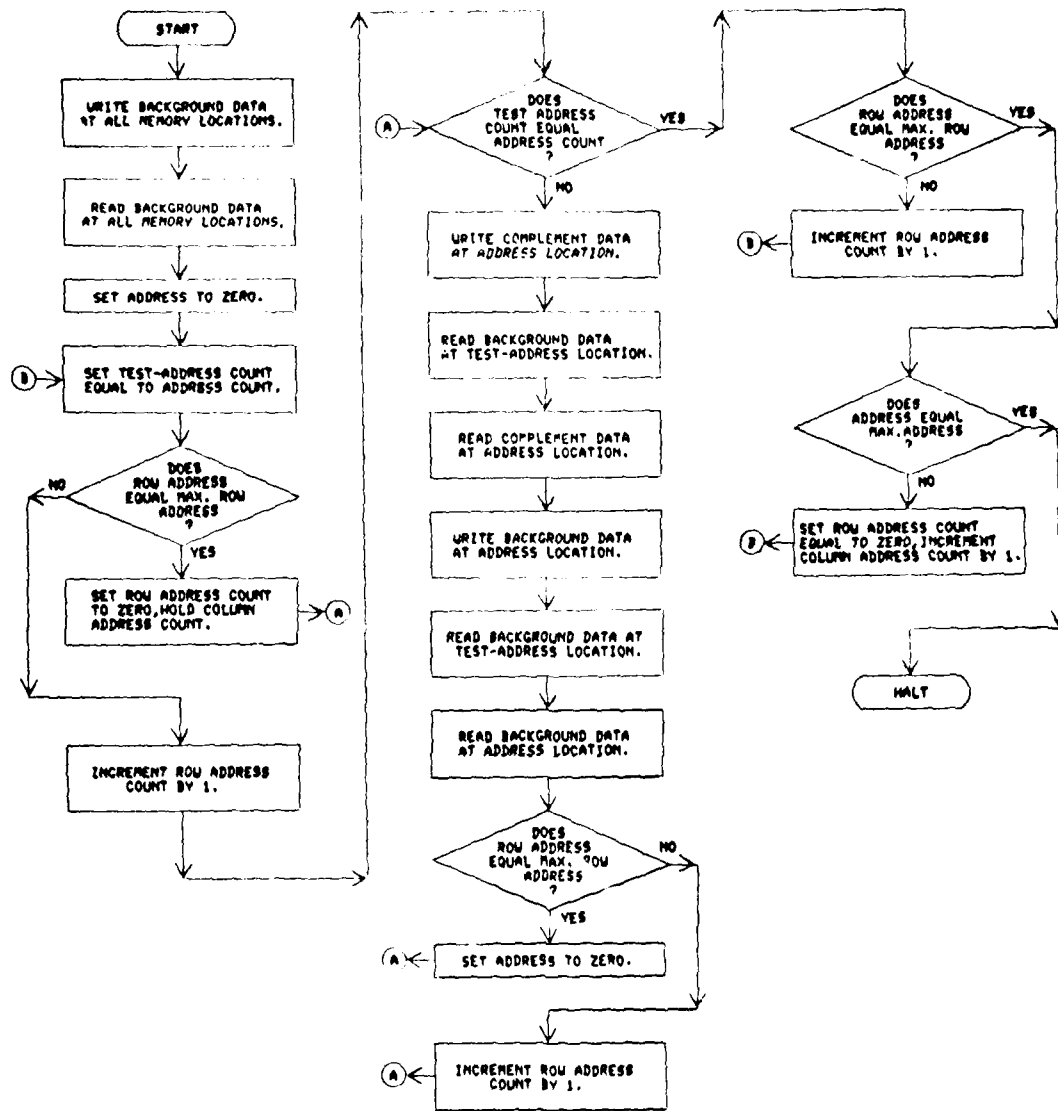 START
WRITE BACKGROUND DATA
AT ALL MEMORY LOCATIONS.
READ BACKGROUND DATA
AT ALL MEMORY LOCATIONS.
SET ADDRESS TO ZERO.
B
SET TEST-ADDRESS COUNT
EQUAL TO ADDRESS COUNT.
DOES
ROW ADDRESS
EQUAL MAX. ROW
ADDRESS
?
NO
YES
SET ROW ADDRESS COUNT
TO ZERO,HOLD COLUMN
ADDRESS COUNT.
A
INCREMENT ROW ADDRESS
COUNT BY 1.
A
DOES
TEST ADDRESS
COUNT EQUAL
ADDRESS COUNT
?
YES
NO
WRITE COMPLEMENT DATA
AT ADDRESS LOCATION.
READ BACKGROUND DATA
AT TEST-ADDRESS LOCATION.
READ COMPLEMENT DATA
AT ADDRESS LOCATION.
WRITE BACKGROUND DATA
AT ADDRESS LOCATION.
READ BACKGROUND DATA AT
TEST-ADDRESS LOCATION.
READ BACKGROUND DATA
AT ADDRESS LOCATION.
DOES
ROW ADDRESS
EQUAL MAX. ROW
ADDRESS
?
NO
YES
A
SET ADDRESS TO ZERO.
A
INCREMENT ROW ADDRESS
COUNT BY 1.
DOES
ROW ADDRESS
EQUAL MAX. ROW
ADDRESS
?
YES
NO
B
INCREMENT ROW ADDRESS
COUNT BY 1.
DOES
ADDRESS EQUAL
MAX.ADDRESS
?
YES
NO
B
SET ROW ADDRESS COUNT
EQUAL TO ZERO,INCREMENT
COLUMN ADDRESS COUNT BY 1.
HALT